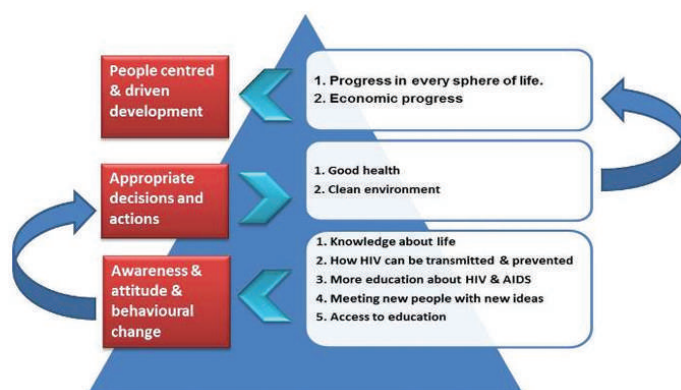 People centred
& driven
development
1. Progress in every sphere of life.
2. Economic progress
Appropriate
decisions and
actions
1. Good health
2. Clean environment
Awareness &
attitude &
behavioural
change
1. Knowledge about life
2. How HIV can be transmitted & prevented
3. More education about HIV & AIDS
4. Meeting new people with new ideas
5. Access to education